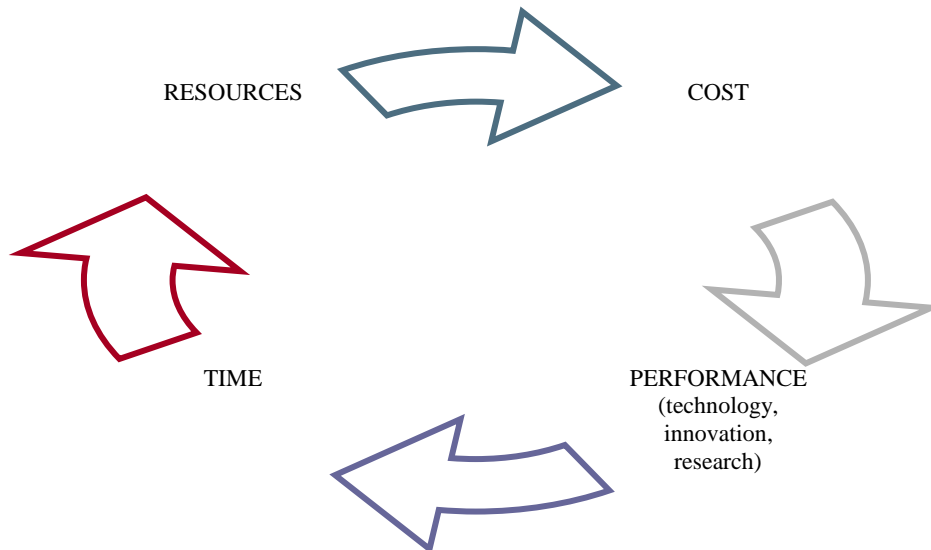 RESOURCES
COST
TIME
PERFORMANCE
(technology,
innovation,
research)